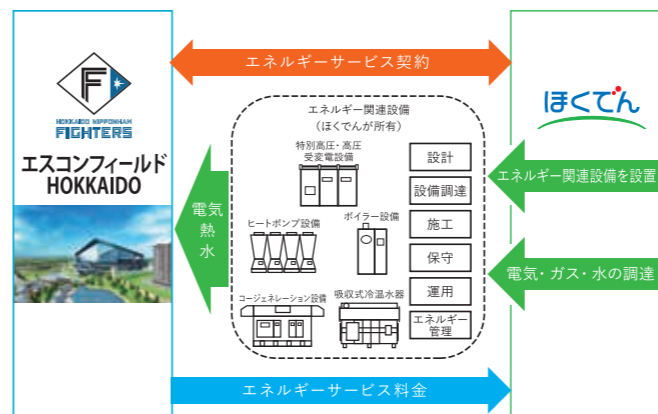 エネルギーサービス契約
F
HOKKAIDO NIPPONHAM
FIGHTERS
エスコンフィールド
HOKKAIDO
電気
熱
水
エネルギー関連設備
（ほくでんが所有）
特別高圧・高圧
受変電設備
ヒートポンプ設備
ボイラー設備
コージェネレーション設備
吸収式冷温水器
設計
設備調達
施工
保守
運用
エネルギー
管理
ほくでん
エネルギー関連設備を設置
電気・ガス・水の調達
エネルギーサービス料金